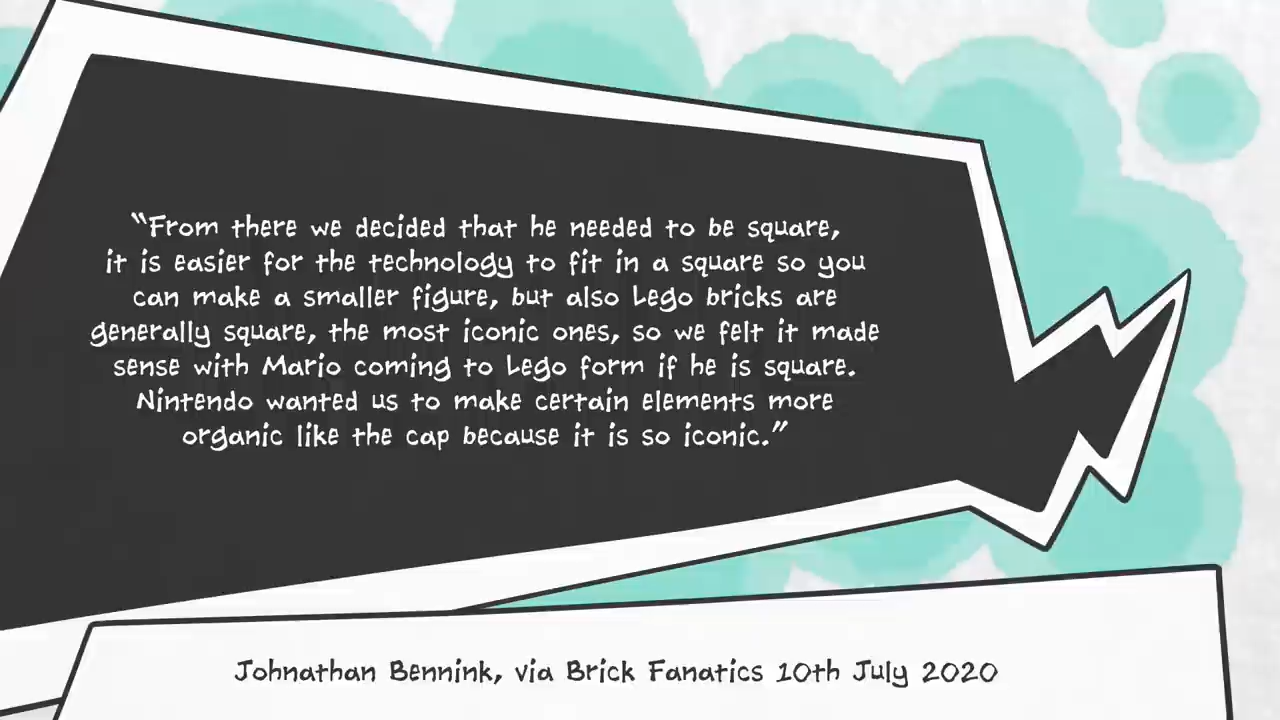 “From there we decided that he needed to be square,
it is easier for the technology to fit in a square so you
can make a smaller figure, but also Lego bricks are
generally square, the most iconic ones, so we felt it made
sense with Mario coming to Lego form if he is square.
Nintendo wanted us to make certain elements more
organic like the cap because it is so iconic.”
Johnathan Bennink, via Brick Fanatics 10th July 2020